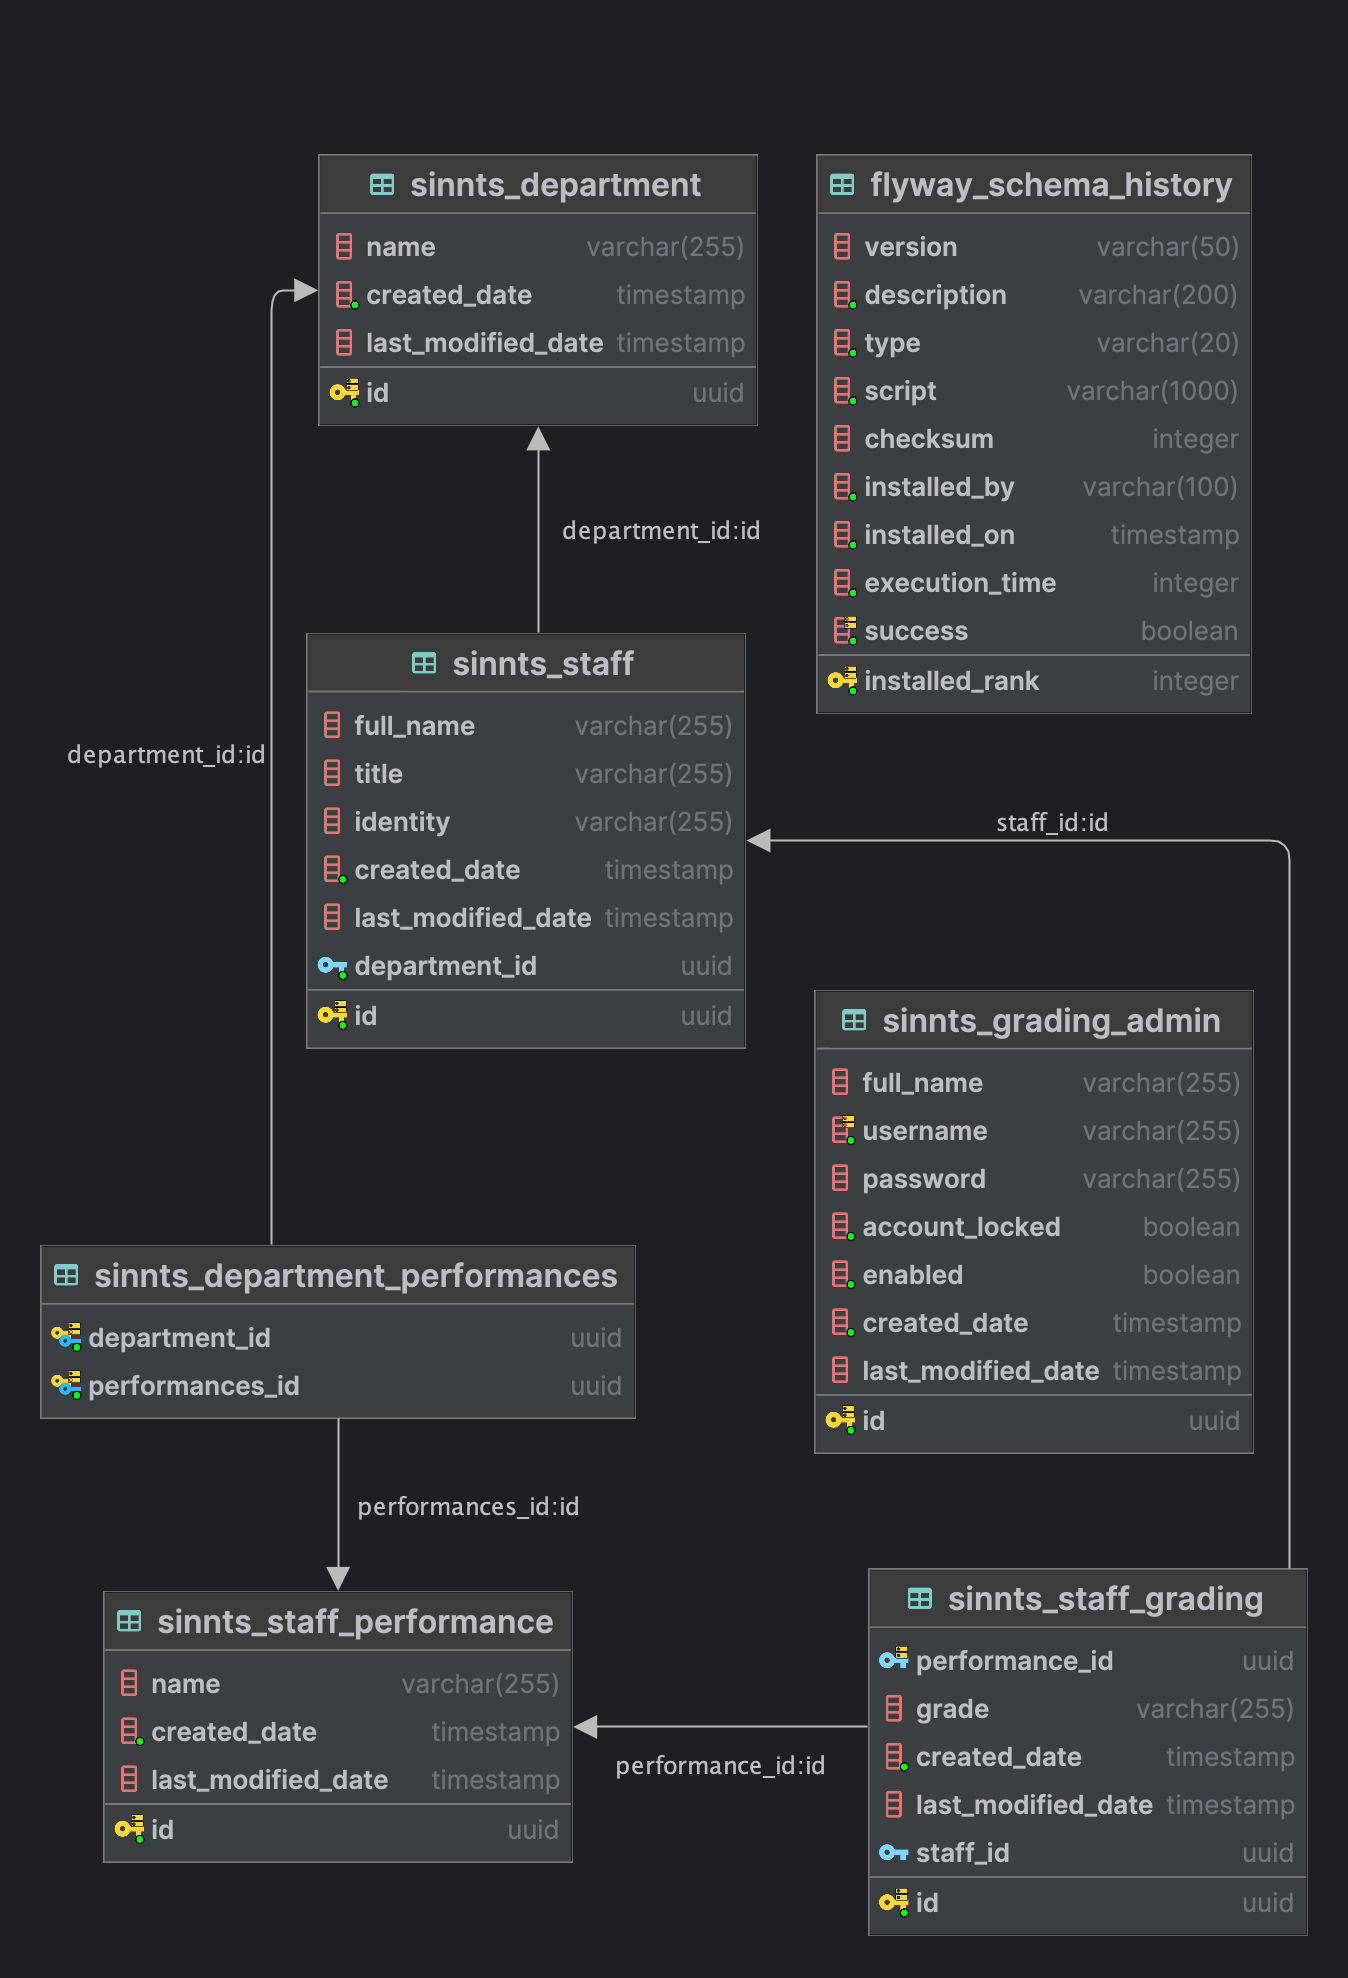 sinnts_department
name varchar(255)
created_date timestamp
last_modified_date timestamp
id uuid
flyway_schema_history
version varchar(50)
description varchar(200)
type varchar(20)
script varchar(1000)
checksum integer
installed_by varchar(100)
installed_on timestamp
execution_time integer
success boolean
installed_rank integer
department_id:id
sinnts_staff
full_name varchar(255)
title varchar(255)
identity varchar(255)
created_date timestamp
last_modified_date timestamp
department_id uuid
id uuid
department_id:id
staff_id:id
sinnts_grading_admin
full_name varchar(255)
username varchar(255)
password varchar(255)
account_locked boolean
enabled boolean
created_date timestamp
last_modified_date timestamp
id uuid
sinnts_department_performances
department_id uuid
performances_id uuid
performances_id:id
sinnts_staff_performance
name varchar(255)
created_date timestamp
last_modified_date timestamp
id uuid
performance_id:id
sinnts_staff_grading
performance_id uuid
grade varchar(255)
created_date timestamp
last_modified_date timestamp
staff_id uuid
id uuid